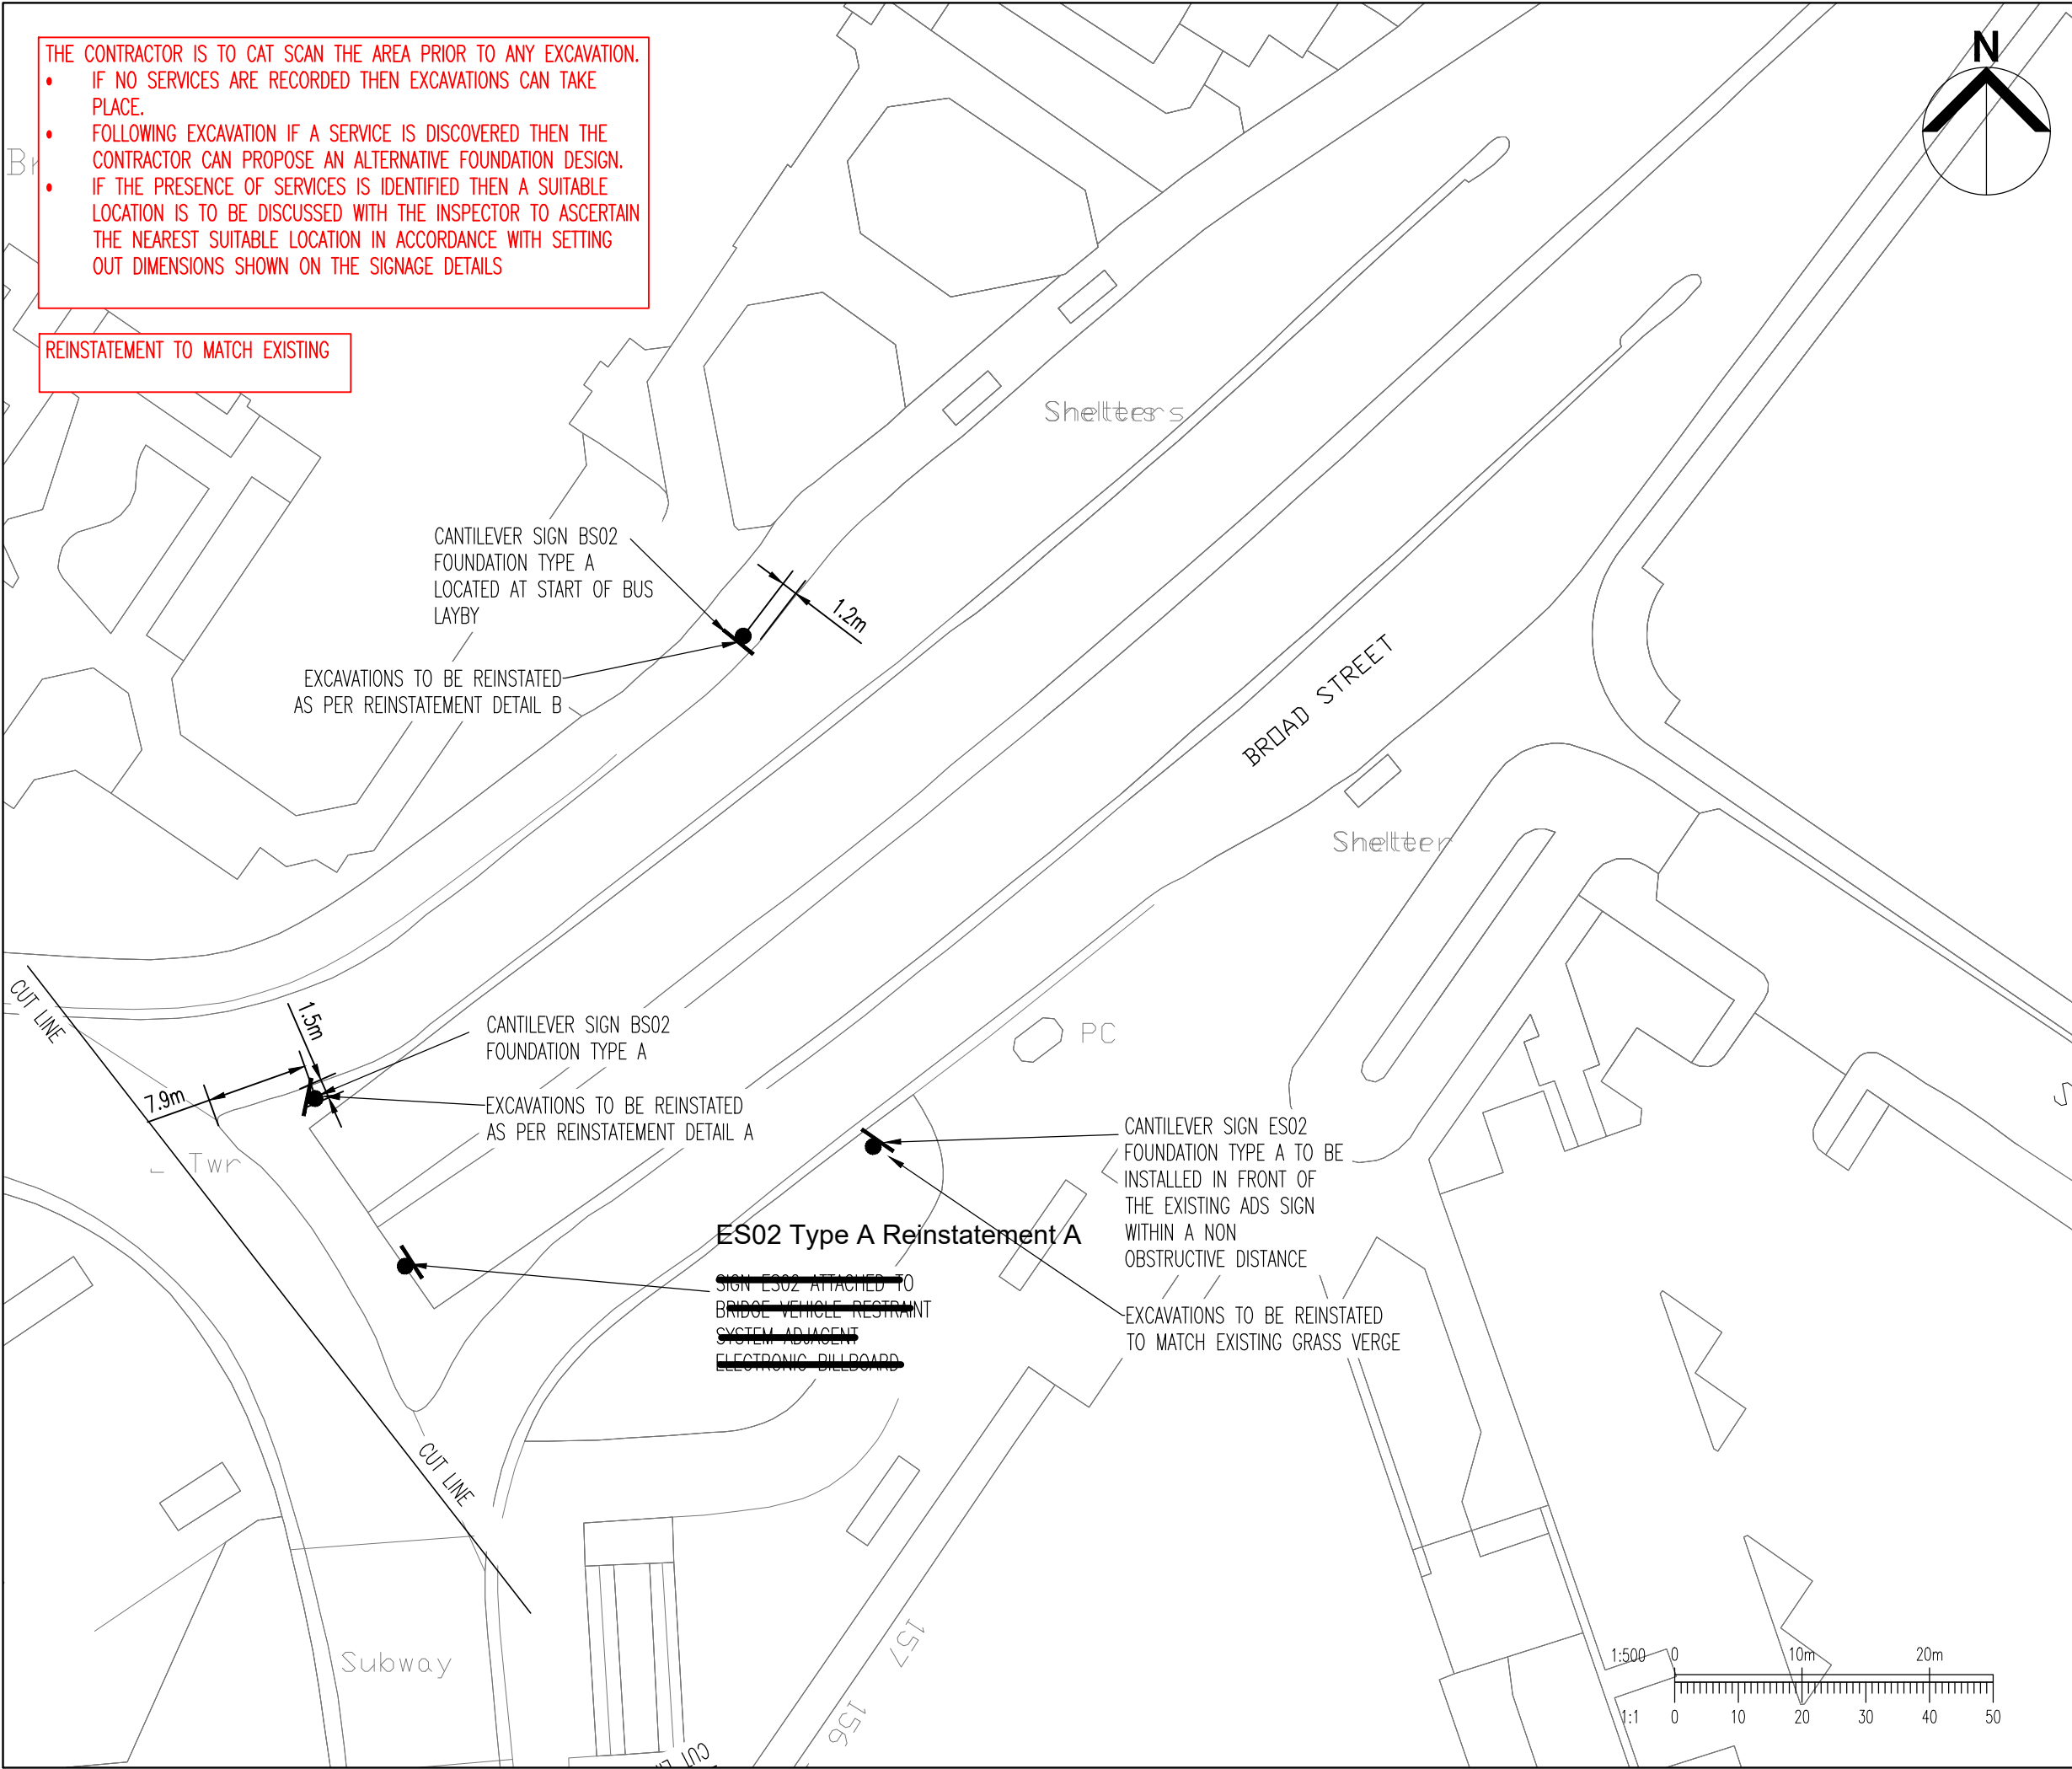 THE CONTRACTOR IS TO CAT SCAN THE AREA PRIOR TO ANY EXCAVATION.
• IF NO SERVICES ARE RECORDED THEN EXCAVATIONS CAN TAKE
PLACE.
• FOLLOWING EXCAVATION IF A SERVICE IS DISCOVERED THEN THE
CONTRACTOR CAN PROPOSE AN ALTERNATIVE FOUNDATION DESIGN.
• IF THE PRESENCE OF SERVICES IS IDENTIFIED THEN A SUITABLE
LOCATION IS TO BE DISCUSSED WITH THE INSPECTOR TO ASCERTAIN
THE NEAREST SUITABLE LOCATION IN ACCORDANCE WITH SETTING
OUT DIMENSIONS SHOWN ON THE SIGNAGE DETAILS
Br
N
REINSTATEMENT TO MATCH EXISTING
Shelters
CANTILEVER SIGN BS02
FOUNDATION TYPE A
LOCATED AT START OF BUS
LAYBY
1.2m
EXCAVATIONS TO BE REINSTATED
AS PER REINSTATEMENT DETAIL B
BROAD STREET
Shelter
CUT LINE
1.5m
7.9m
CANTILEVER SIGN BS02
FOUNDATION TYPE A
EXCAVATIONS TO BE REINSTATED
AS PER REINSTATEMENT DETAIL A
PC
Twr
CANTILEVER SIGN ES02
FOUNDATION TYPE A TO BE
INSTALLED IN FRONT OF
THE EXISTING ADS SIGN
WITHIN A NON
OBSTRUCTIVE DISTANCE
ES02 Type A Reinstatement A
SIGN ES02 ATTACHED TO
BRIDGE VEHICLE RESTRAINT
SYSTEM ADJACENT
ELECTRONIC BILLBOARD
EXCAVATIONS TO BE REINSTATED
TO MATCH EXISTING GRASS VERGE
CUT LINE
Subway
157
156
CUT
1:500 0 10m 20m
1:1 0 10 20 30 40 50